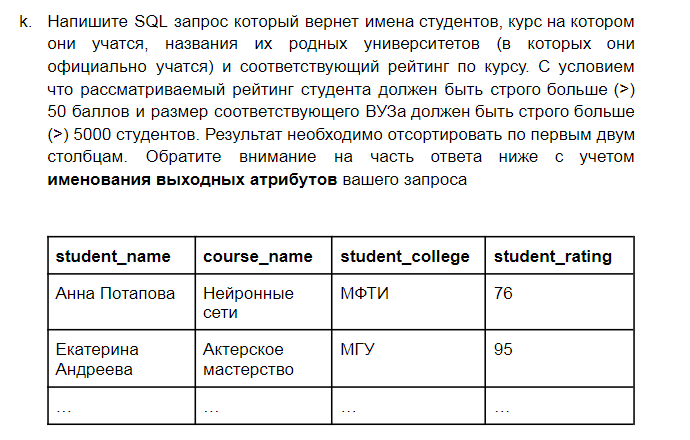 k. Напишите SQL запрос который вернет имена студентов, курс на котором
они учатся, названия их родных университетов (в которых они
официально учатся) и соответствующий рейтинг по курсу. С условием
что рассматриваемый рейтинг студента должен быть строго больше (>)
50 баллов и размер соответствующего ВУЗа должен быть строго больше
(>) 5000 студентов. Результат необходимо отсортировать по первым двум
столбцам. Обратите внимание на часть ответа ниже с учетом
именования выходных атрибутов вашего запроса
student_name course_name student_college student_rating
Анна Потапова Нейронные МФТИ 76
сети
Екатерина Актерское МГУ 95
Андреева мастерство
… … … …